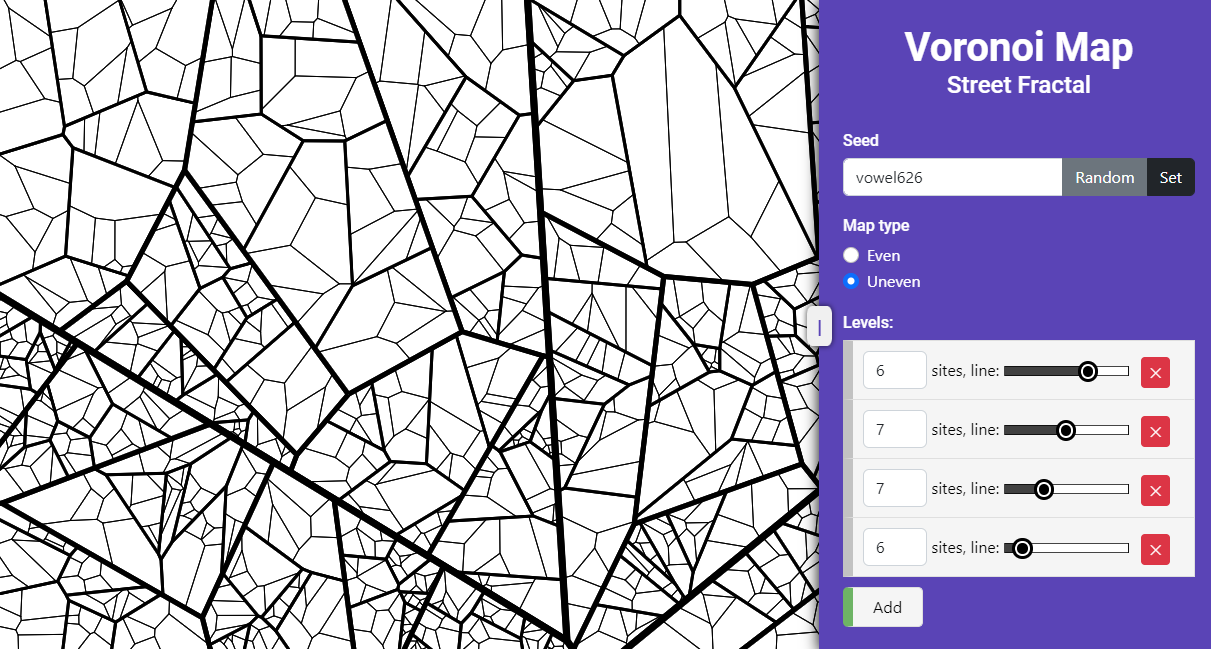 Voronoi Map
Street Fractal
Seed
vowel626 Random Set
Map type
Even
Uneven
Levels:
6 sites, line:
7 sites, line:
7 sites, line:
6 sites, line:
Add